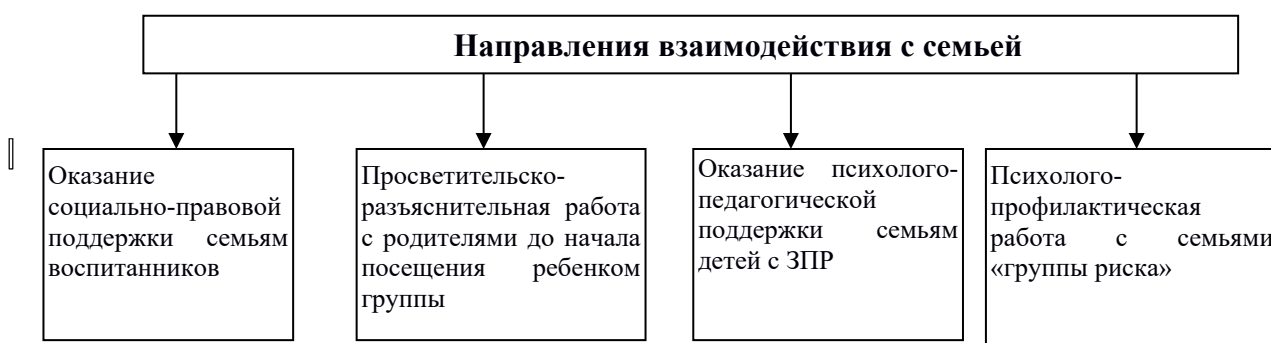 Направления взаимодействия с семьей
Оказание
социально-правовой
поддержки семьям
воспитанников
Просветительско-
разъяснительная работа
с родителями до начала
посещения ребенком
группы
Оказание психолого-
педагогической
поддержки семьям
детей с ЗПР
Психолого-
профилактическая
работа с семьями
«группы риска»